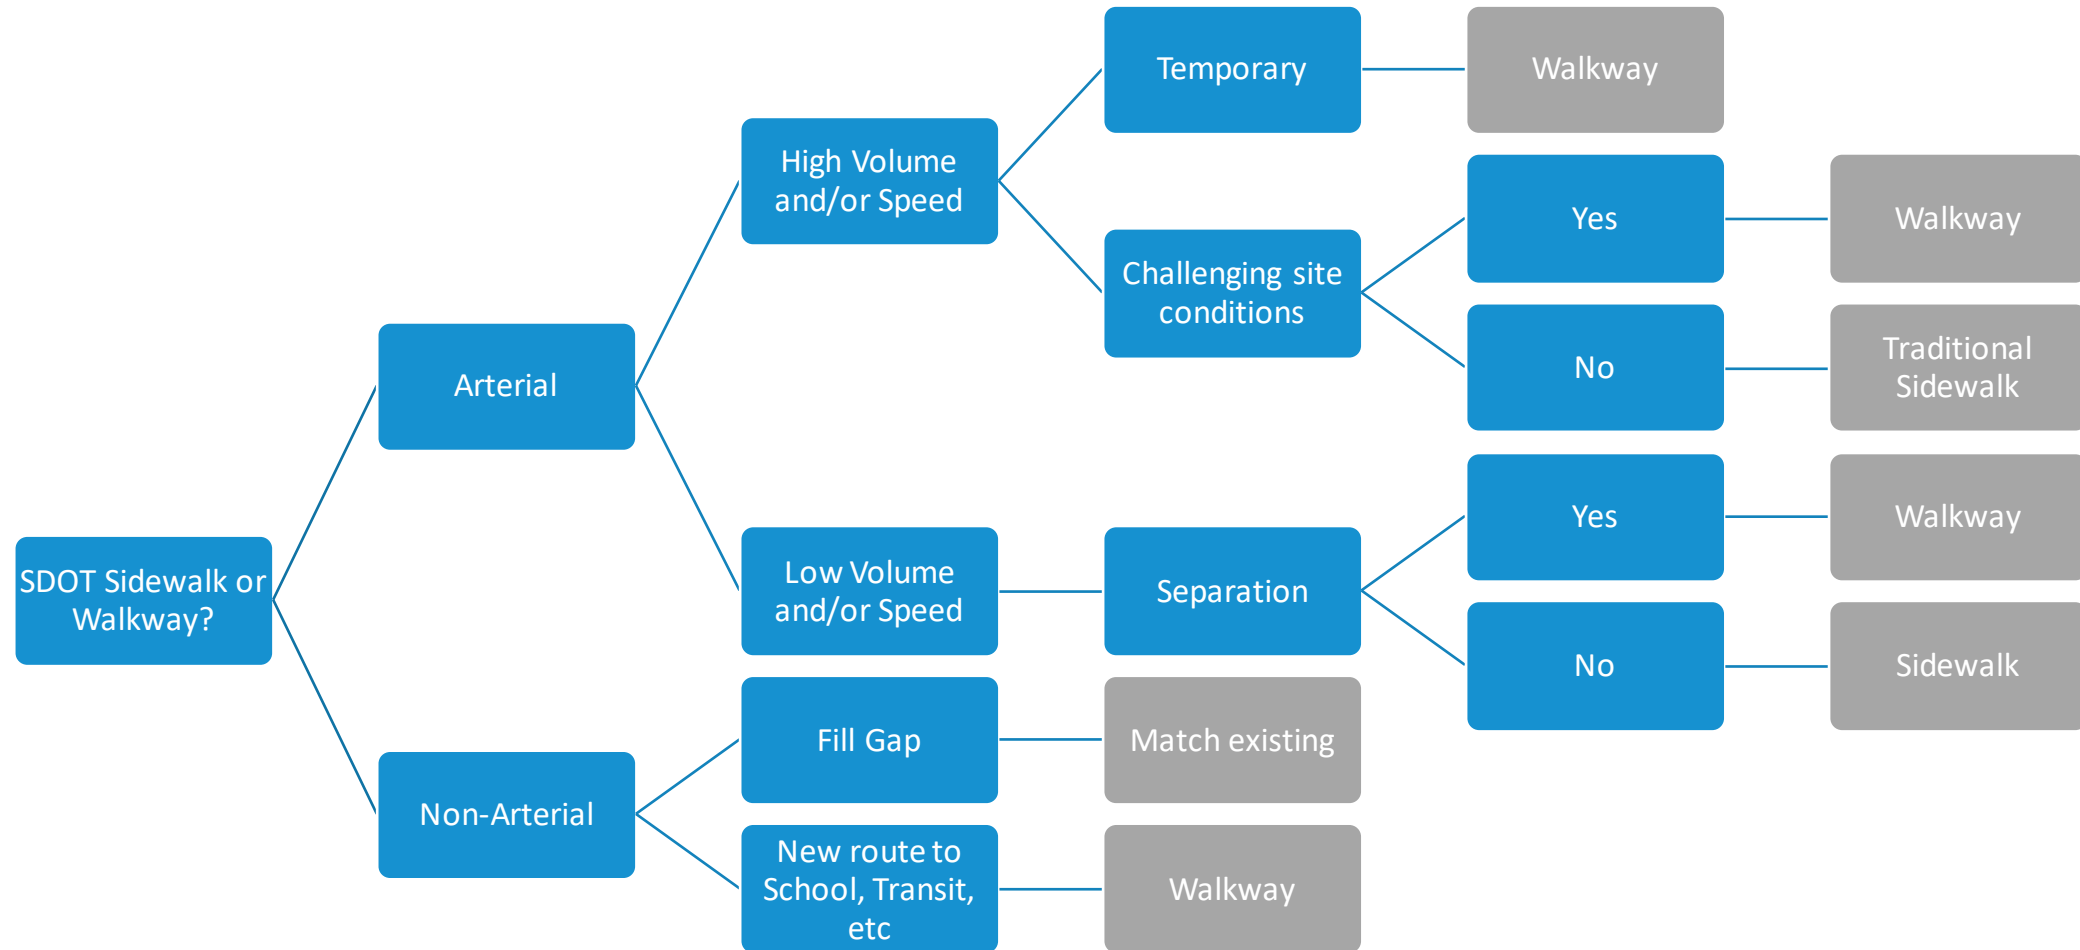 SDOT Sidewalk or
Walkway?
Arterial
High Volume
and/or Speed
Temporary
Walkway
Challenging site
conditions
Yes
Walkway
No
Traditional
Sidewalk
Low Volume
and/or Speed
Separation
Yes
Walkway
No
Sidewalk
Non-Arterial
Fill Gap
Match existing
New route to
School, Transit,
etc
Walkway